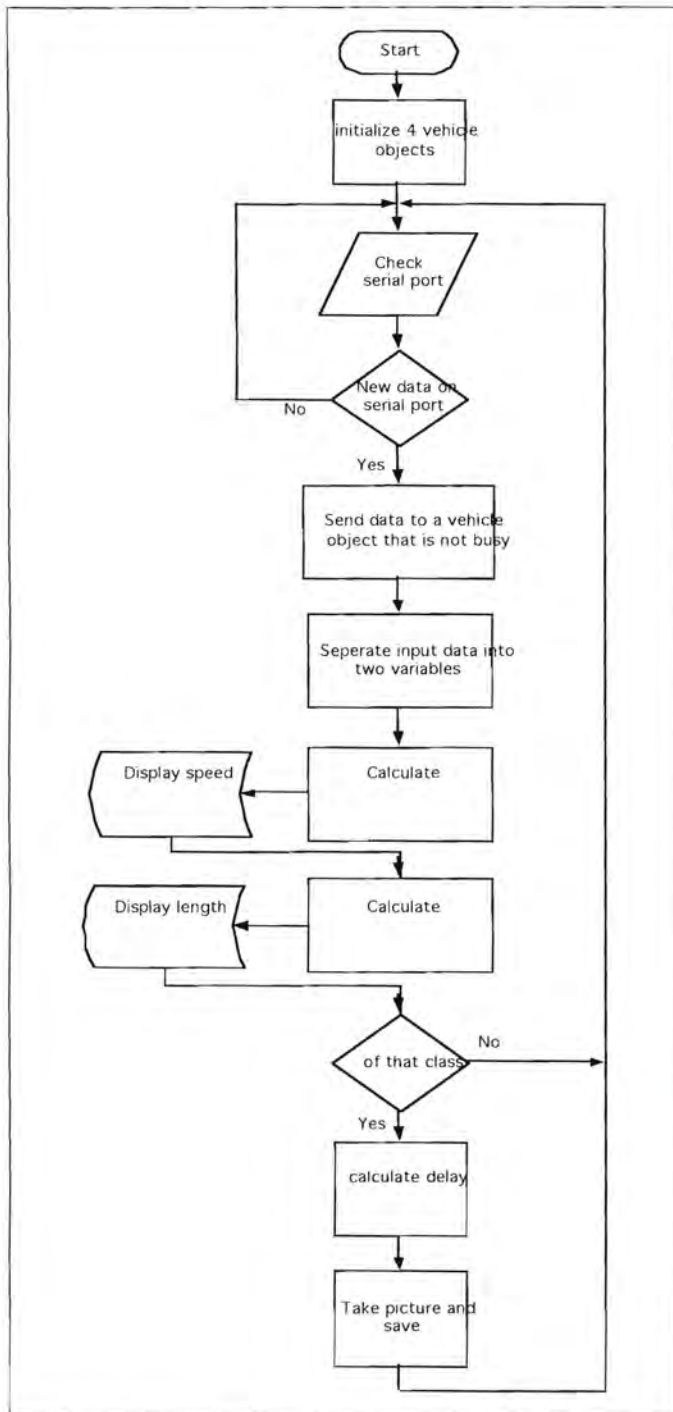 Start
initialize 4 vehicle
objects
Check
serial port
New data on
serial port
No
Yes
Send data to a vehicle
object that is not busy
Seperate input data into
two variables
Display speed
Calculate
Display length
Calculate
of that class
No
Yes
calculate delay
Take picture and
save